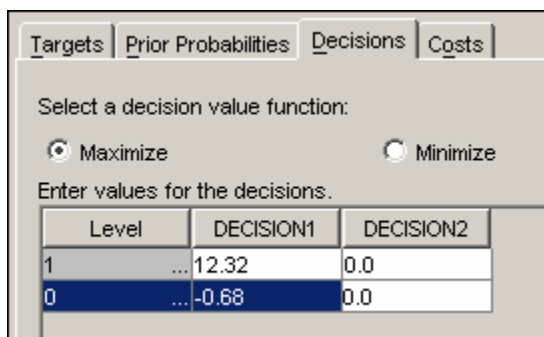 Targets Prior Probabilities Decisions Costs
Select a decision value function:
Maximize Minimize
Enter values for the decisions.
Level DECISION1 DECISION2
1 ... 12.32 0.0
0 ... -0.68 0.0